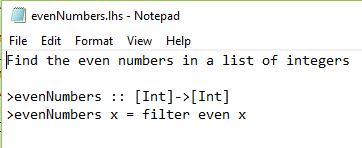 evenNumbers.lhs - Notepad
File Edit Format View Help
Find the even numbers in a list of integers
>evenNumbers :: [Int]->[Int]
>evenNumbers x = filter even x